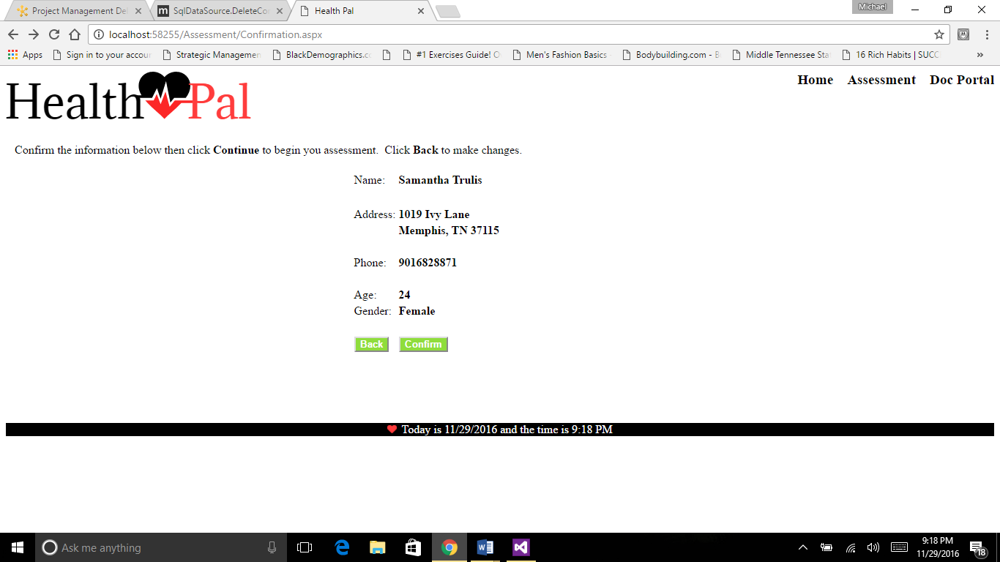 Project Management Del
SqlDataSource.DeleteCo
Health Pal
Michael
localhost:58255/Assessment/Confirmation.aspx
Apps
Sign in to your accour
Strategic Managemen
BlackDemographics.c
#1 Exercises Guide! O
Men's Fashion Basics -
Bodybuilding.com - B
Middle Tennessee Sta
16 Rich Habits | SUCC
»
Health Pal
Home Assessment Doc Portal
Confirm the information below then click Continue to begin you assessment. Click Back to make changes.
Name: Samantha Trulis
Address: 1019 Ivy Lane
Memphis, TN 37115
Phone: 9016828871
Age: 24
Gender: Female
Back Confirm
Today is 11/29/2016 and the time is 9:18 PM
Ask me anything
9:18 PM
11/29/2016
18